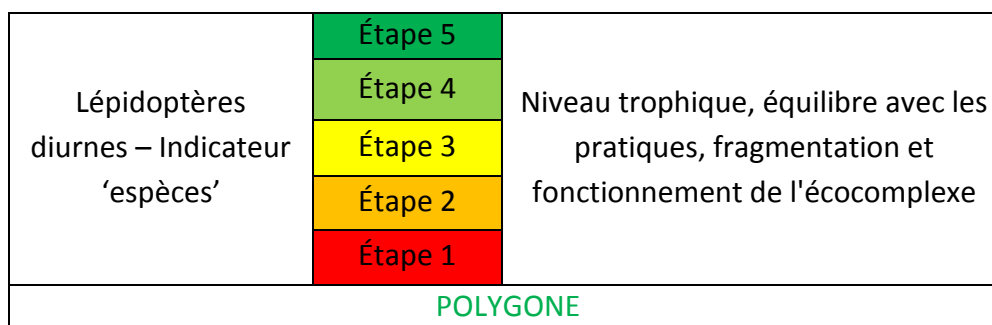 Lépidoptères
diurnes – Indicateur
‘espèces’
Étape 5
Étape 4
Étape 3
Étape 2
Étape 1
Niveau trophique, équilibre avec les
pratiques, fragmentation et
fonctionnement de l'écocomplexe
POLYGONE